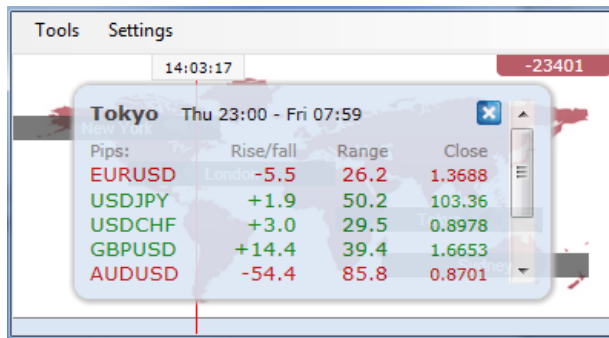 Tools Settings
14:03:17 -23401
Tokyo Thu 23:00 - Fri 07:59
New York
Pips: Rise/fall Range Close
EURUSD -5.5 26.2 1.3688
London
USDJPY +1.9 50.2 103.36
USDCHF +3.0 29.5 0.8978
GBPUSD +14.4 39.4 1.6653
Sydney
AUDUSD -54.4 85.8 0.8701